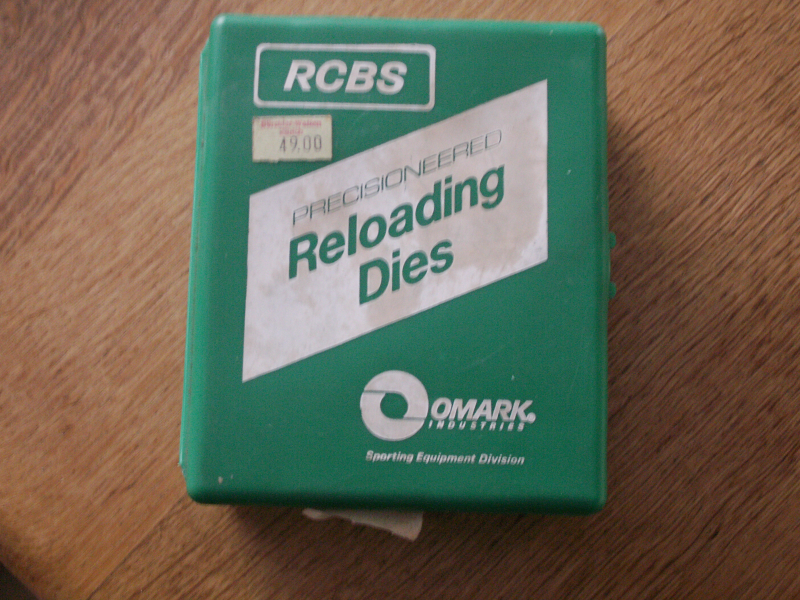 RCBS
49.00
PRECISIONEERED
Reloading
Dies
OMARK
INDUSTRIES
Sporting Equipment Division